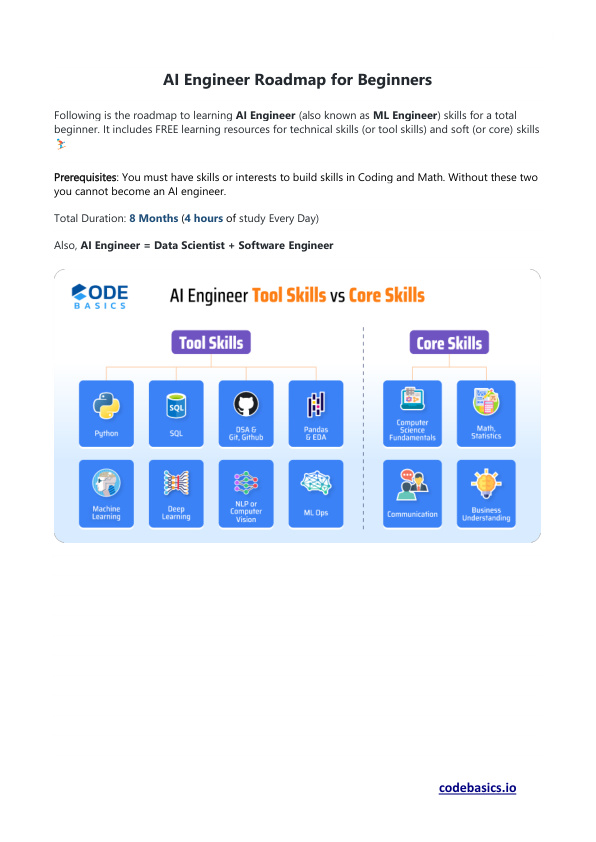 AI Engineer Roadmap for Beginners
Following is the roadmap to learning AI Engineer (also known as ML Engineer) skills for a total
beginner. It includes FREE learning resources for technical skills (or tool skills) and soft (or core) skills
Prerequisites: You must have skills or interests to build skills in Coding and Math. Without these two
you cannot become an AI engineer.
Total Duration: 8 Months (4 hours of study Every Day)
Also, AI Engineer = Data Scientist + Software Engineer
CODE
BASICS
AI Engineer Tool Skills vs Core Skills
Tool Skills
Python
SQL
SQL
DSA &
Git, Github
Pandas
& EDA
Machine
Learning
Deep
Learning
NLP or
Computer
Vision
ML Ops
Core Skills
Computer
Science
Fundamentals
Math,
Statistics
Communication
Business
Understanding
codebasics.io